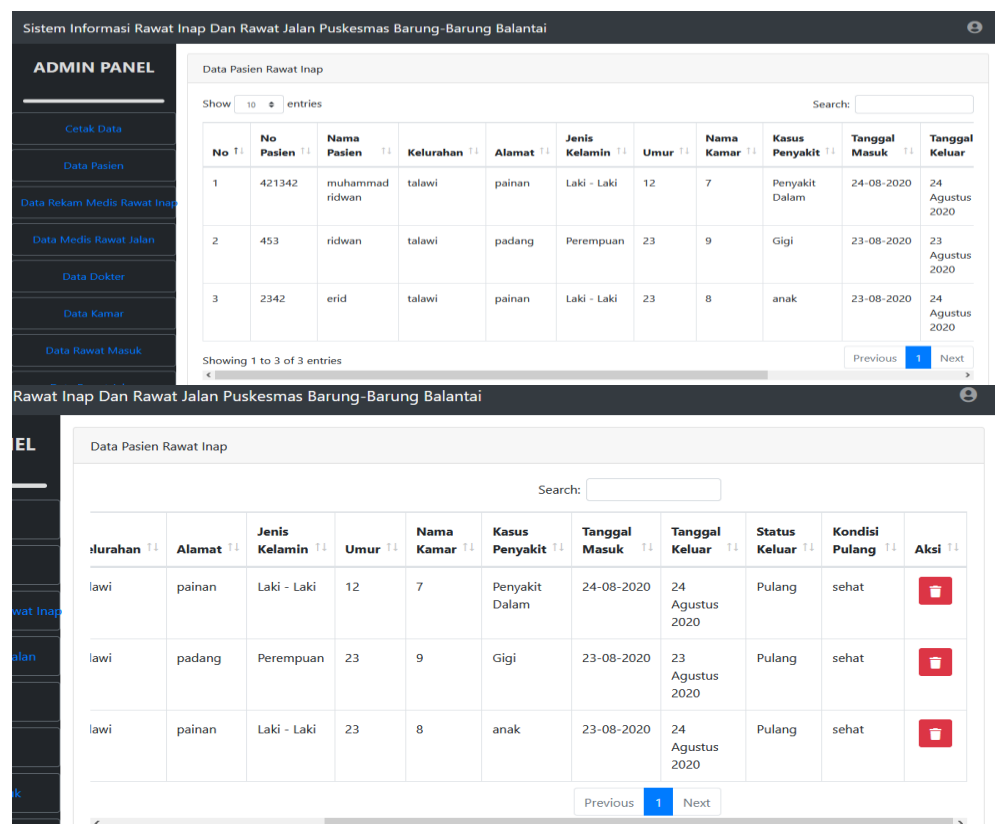 Sistem Informasi Rawat Inap Dan Rawat Jalan Puskesmas Barung-Barung Balantai
ADMIN PANEL
Cetak Data
Data Pasien
Data Rekam Medis Rawat Inap
Data Medis Rawat Jalan
Data Dokter
Data Kamar
Data Rawat Masuk
Data Pasien Rawat Inap
Show 10 entries Search:
No No Pasien Nama Pasien Kelurahan Alamat Jenis Kelamin Umur Nama Kamar Kasus Penyakit Tanggal Masuk Tanggal Keluar
1 421342 muhammad ridwan talawi painan Laki - Laki 12 7 Penyakit Dalam 24-08-2020 24 Agustus 2020
2 453 ridwan talawi padang Perempuan 23 9 Gigi 23-08-2020 23 Agustus 2020
3 2342 erid talawi painan Laki - Laki 23 8 anak 23-08-2020 24 Agustus 2020
Showing 1 to 3 of 3 entries
Previous 1 Next
Rawat Inap Dan Rawat Jalan Puskesmas Barung-Barung Balantai
IEL
wat Inap
alan
uk
Data Pasien Rawat Inap
Search:
elurahan Alamat Jenis Kelamin Umur Nama Kamar Kasus Penyakit Tanggal Masuk Tanggal Keluar Status Keluar Kondisi Pulang Aksi
lawi painan Laki - Laki 12 7 Penyakit Dalam 24-08-2020 24 Agustus 2020 Pulang sehat
lawi padang Perempuan 23 9 Gigi 23-08-2020 23 Agustus 2020 Pulang sehat
lawi painan Laki - Laki 23 8 anak 23-08-2020 24 Agustus 2020 Pulang sehat
Previous 1 Next